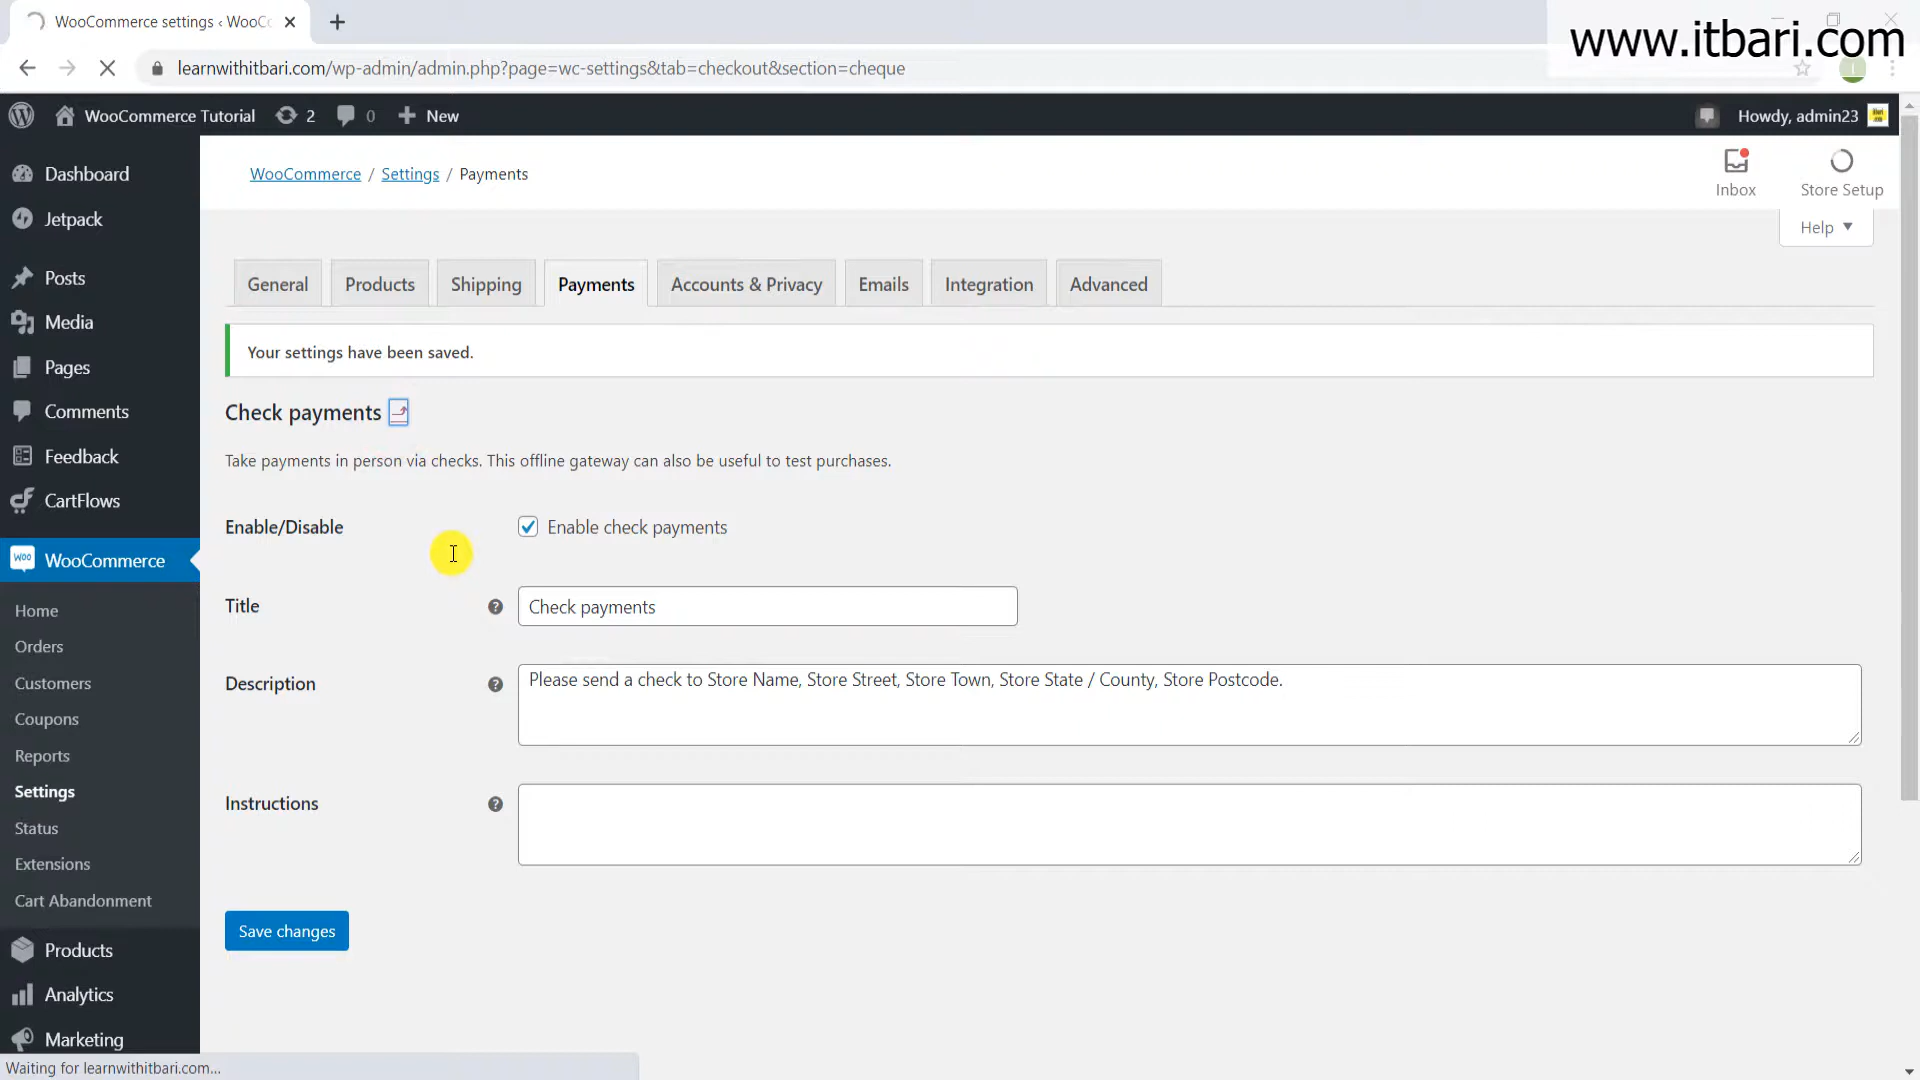 WooCommerce settings ‹ WooCo
www.itbari.com
learnwithitbari.com/wp-admin/admin.php?page=wc-settings&tab=checkout&section=cheque
WooCommerce Tutorial 2 0 New Howdy, admin23
WooCommerce / Settings / Payments
Inbox Store Setup
Help
Dashboard
Jetpack
Posts
Media
Pages
Comments
Feedback
CartFlows
WooCommerce
Home
Orders
Customers
Coupons
Reports
Settings
Status
Extensions
Cart Abandonment
Products
Analytics
Marketing
General Products Shipping Payments Accounts & Privacy Emails Integration Advanced
Your settings have been saved.
Check payments
Take payments in person via checks. This offline gateway can also be useful to test purchases.
Enable/Disable Enable check payments
Title Check payments
Description Please send a check to Store Name, Store Street, Store Town, Store State / County, Store Postcode.
Instructions
Save changes
Waiting for learnwithitbari.com...